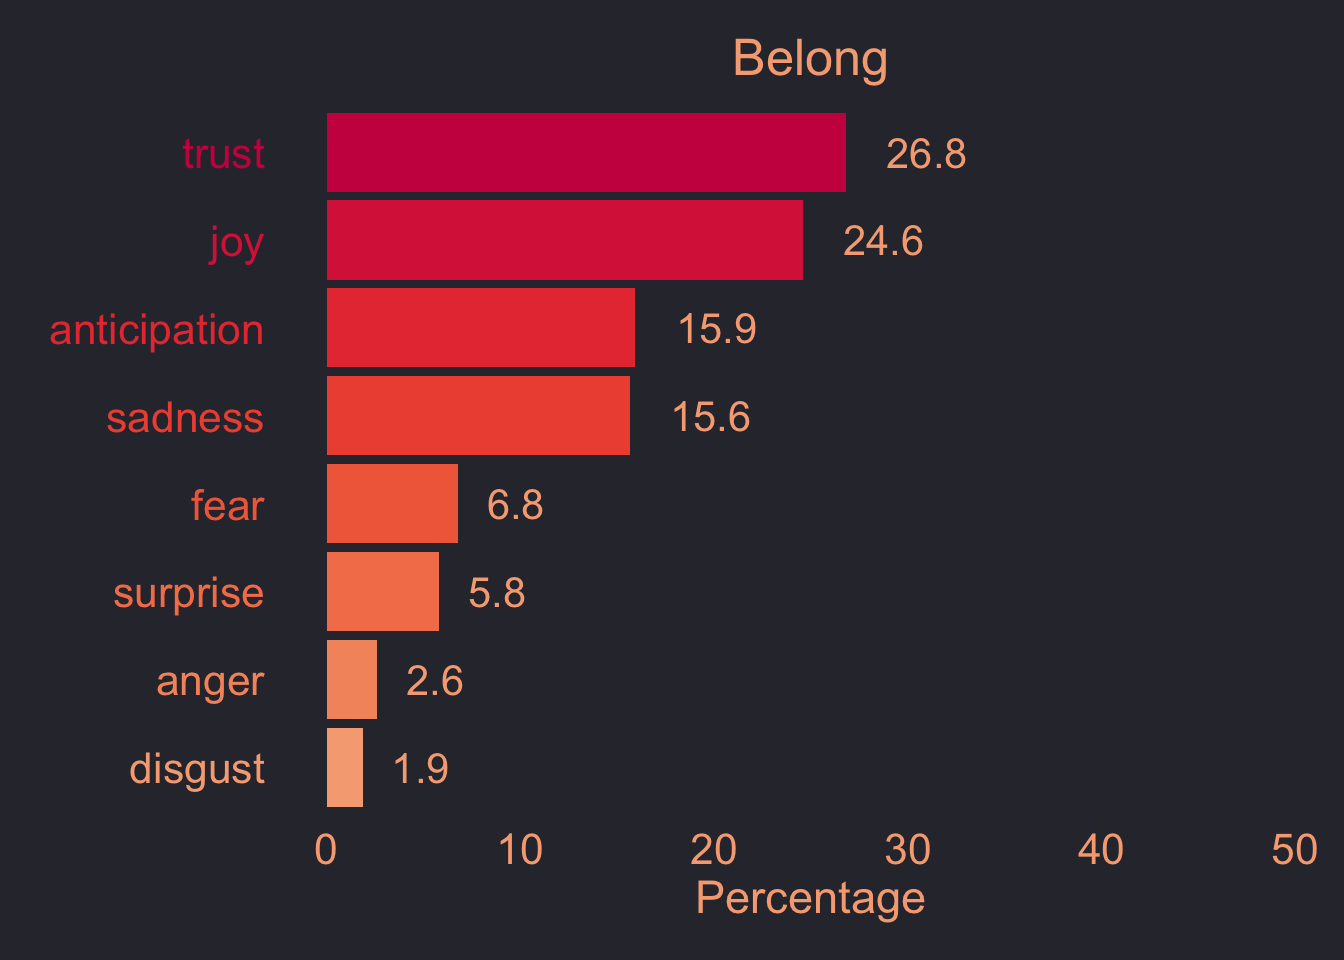 Belong
trust 26.8
joy 24.6
anticipation 15.9
sadness 15.6
fear 6.8
surprise 5.8
anger 2.6
disgust 1.9
0 10 20 30 40 50
Percentage